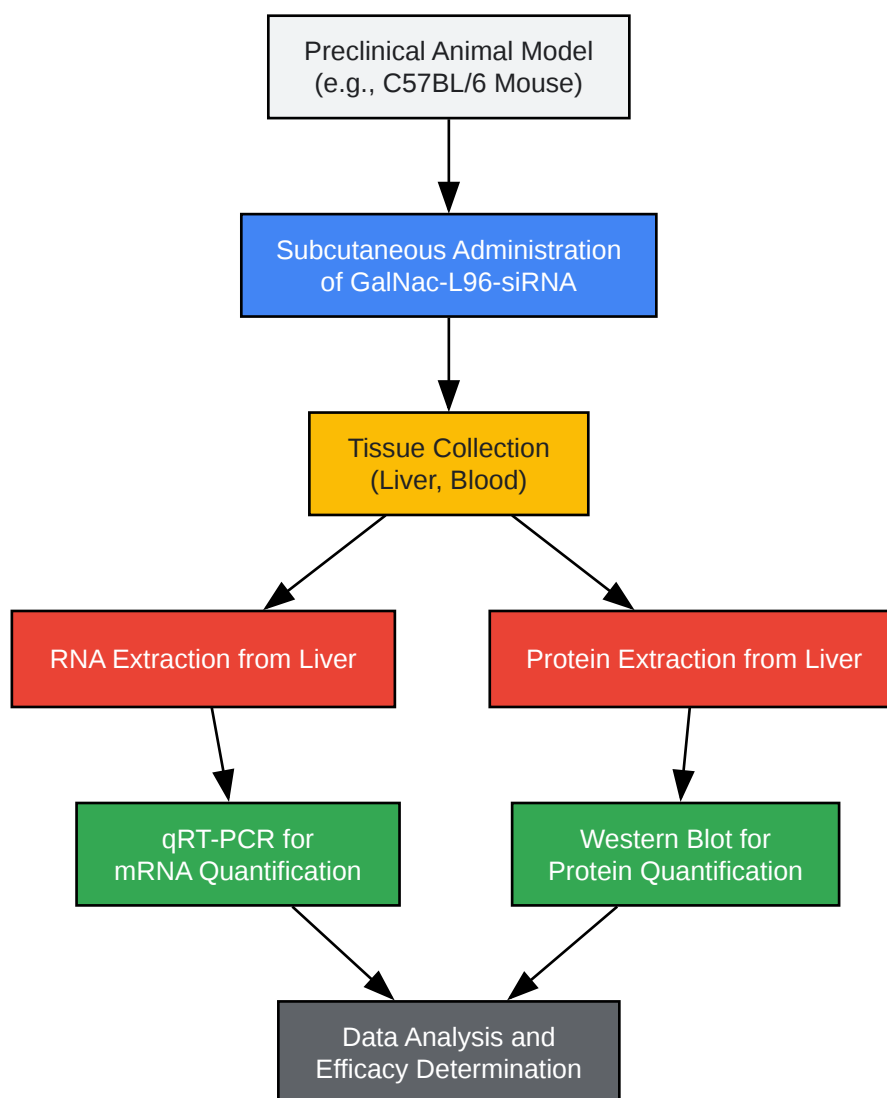 Preclinical Animal Model
(e.g., C57BL/6 Mouse)
Subcutaneous Administration
of GalNac-L96-siRNA
Tissue Collection
(Liver, Blood)
RNA Extraction from Liver
Protein Extraction from Liver
qRT-PCR for
mRNA Quantification
Western Blot for
Protein Quantification
Data Analysis and
Efficacy Determination